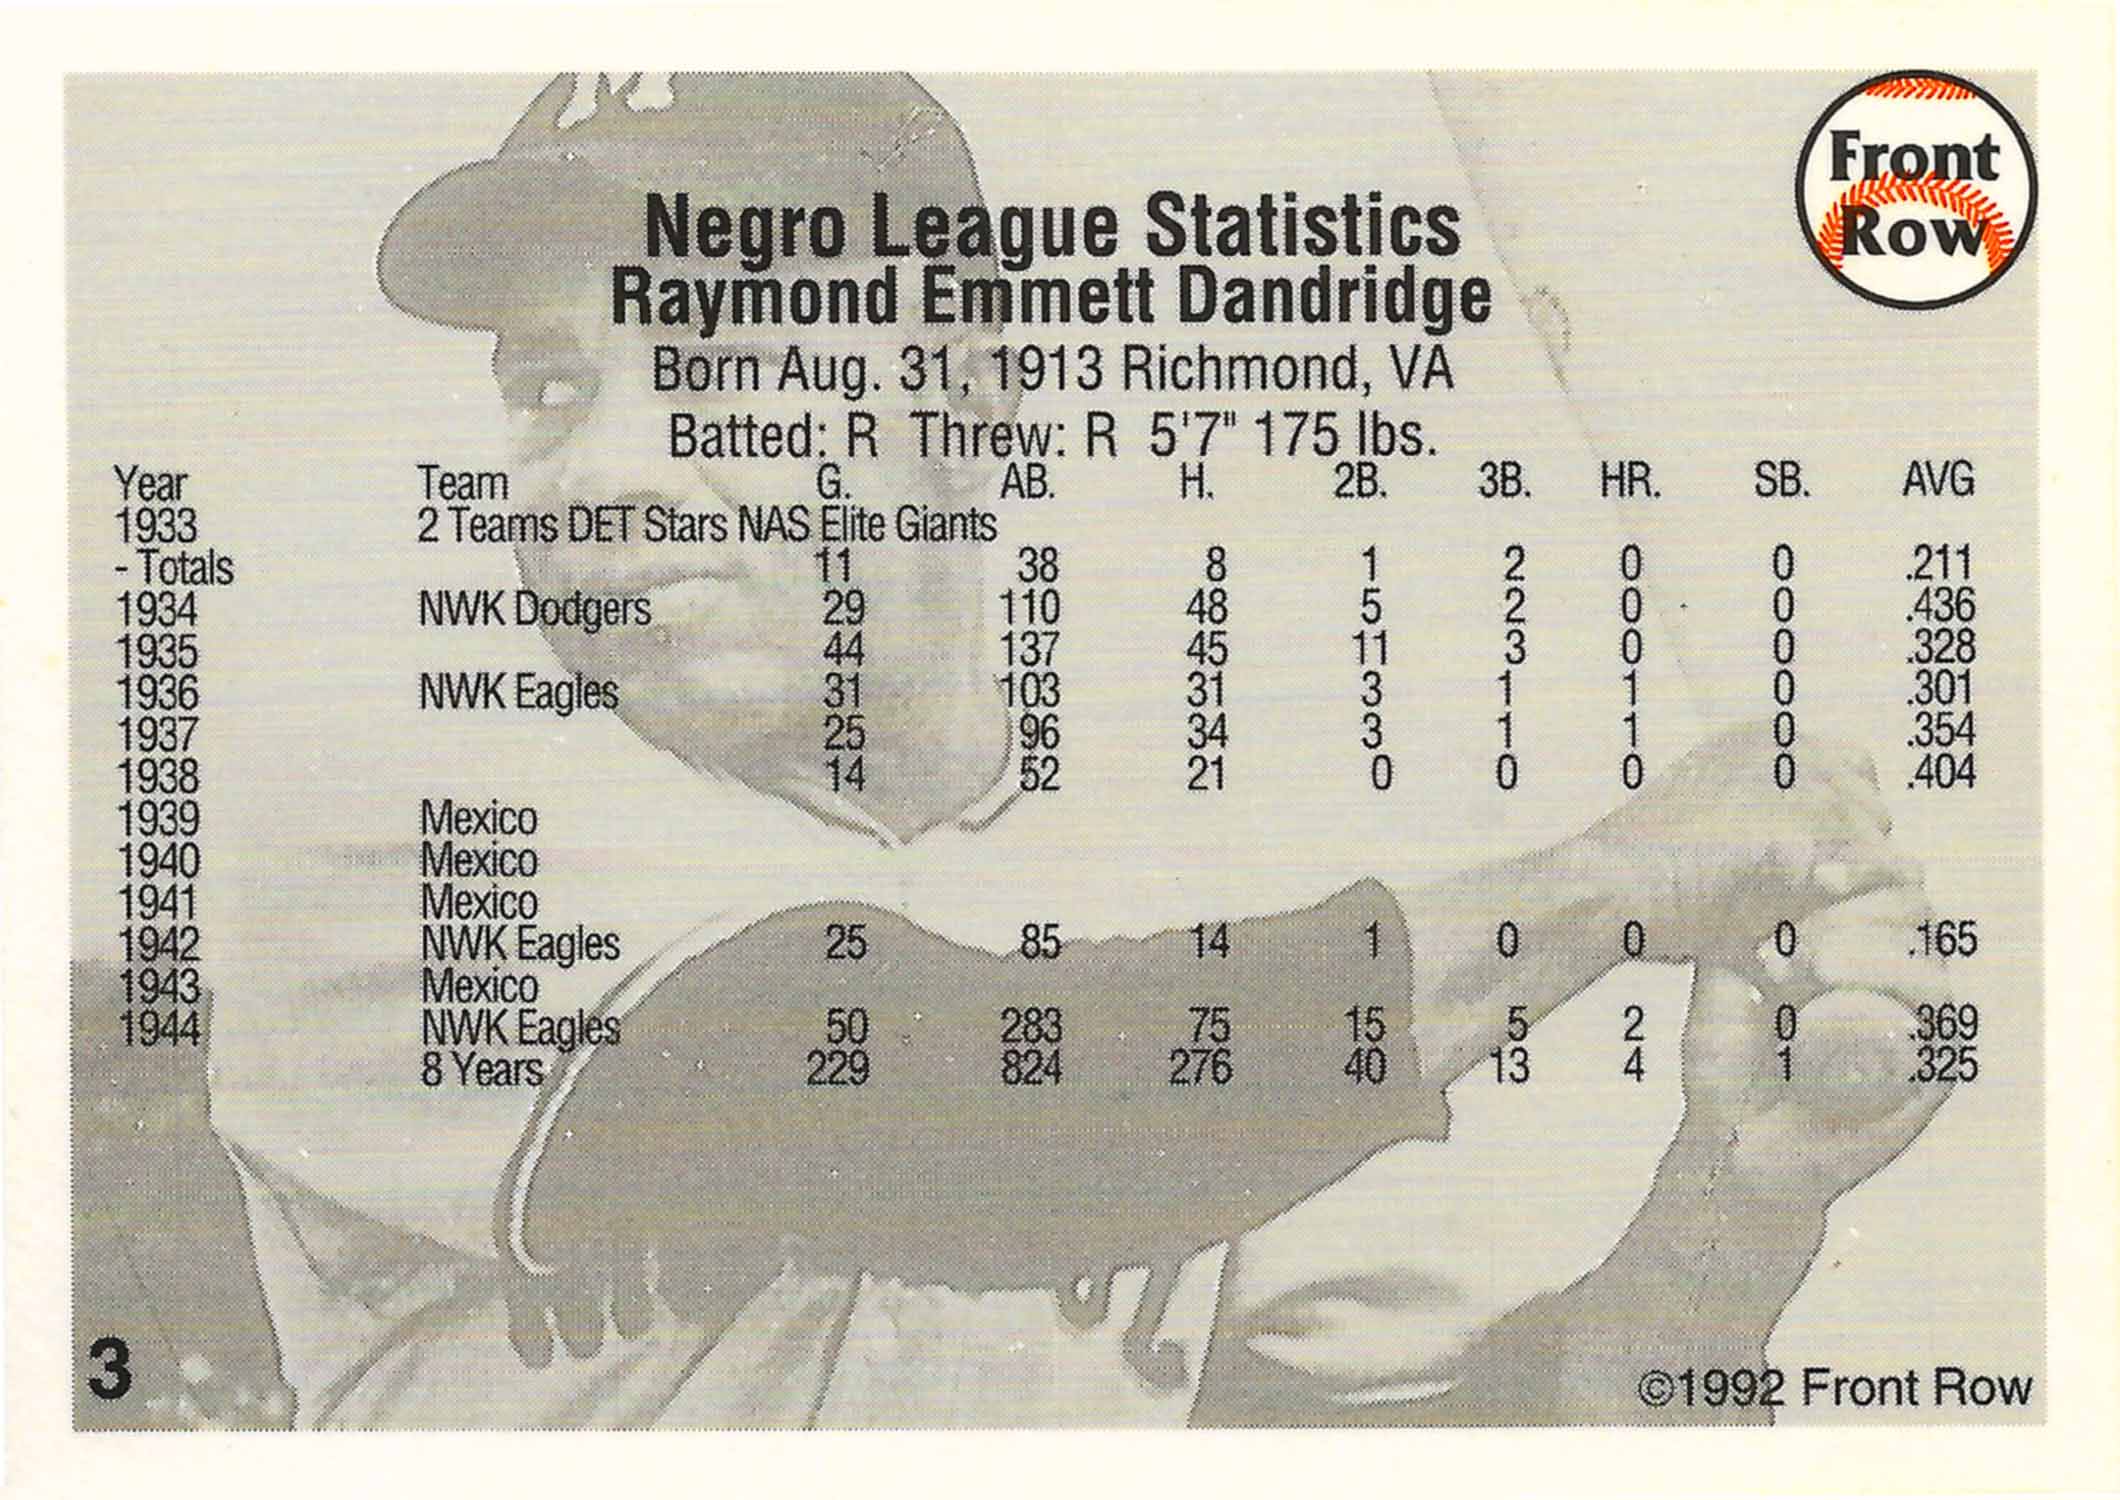 Front
Row
Negro League Statistics
Raymond Emmett Dandridge
Born Aug. 31, 1913 Richmond, VA
Batted: R Threw: R 5'7" 175 lbs.
Year Team G. AB. H. 2B. 3B. HR. SB. AVG
1933 2 Teams DET Stars NAS Elite Giants
- Totals 11 38 8 1 2 0 0 .211
1934 NWK Dodgers 29 110 48 5 2 0 0 .436
1935 44 137 45 11 3 0 0 .328
1936 NWK Eagles 31 103 31 3 1 1 0 .301
1937 25 96 34 3 1 1 0 .354
1938 14 52 21 0 0 0 0 .404
1939 Mexico
1940 Mexico
1941 Mexico
1942 NWK Eagles 25 85 14 1 0 0 0 .165
1943 Mexico
1944 NWK Eagles 50 283 75 15 5 2 0 .369
8 Years 229 824 276 40 13 4 1 .325
3
©1992 Front Row